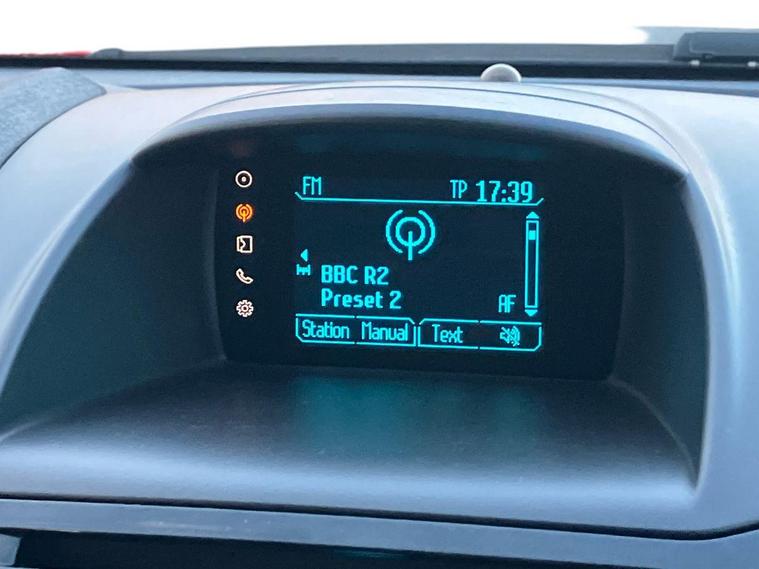 FM TP 17:39
BBC R2
Preset 2 AF
Station Manual Text